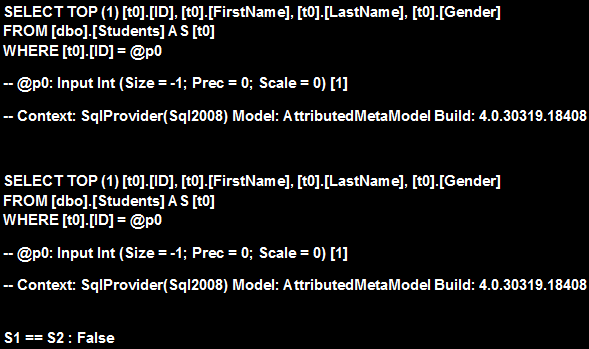 SELECT TOP (1) [t0].[ID], [t0].[FirstName], [t0].[LastName], [t0].[Gender]
FROM [dbo].[Students] AS [t0]
WHERE [t0].[ID] = @p0
-- @p0: Input Int (Size = -1; Prec = 0; Scale = 0) [1]
-- Context: SqlProvider(Sql2008) Model: AttributedMetaModel Build: 4.0.30319.18408
SELECT TOP (1) [t0].[ID], [t0].[FirstName], [t0].[LastName], [t0].[Gender]
FROM [dbo].[Students] AS [t0]
WHERE [t0].[ID] = @p0
-- @p0: Input Int (Size = -1; Prec = 0; Scale = 0) [1]
-- Context: SqlProvider(Sql2008) Model: AttributedMetaModel Build: 4.0.30319.18408
S1 == S2 : False